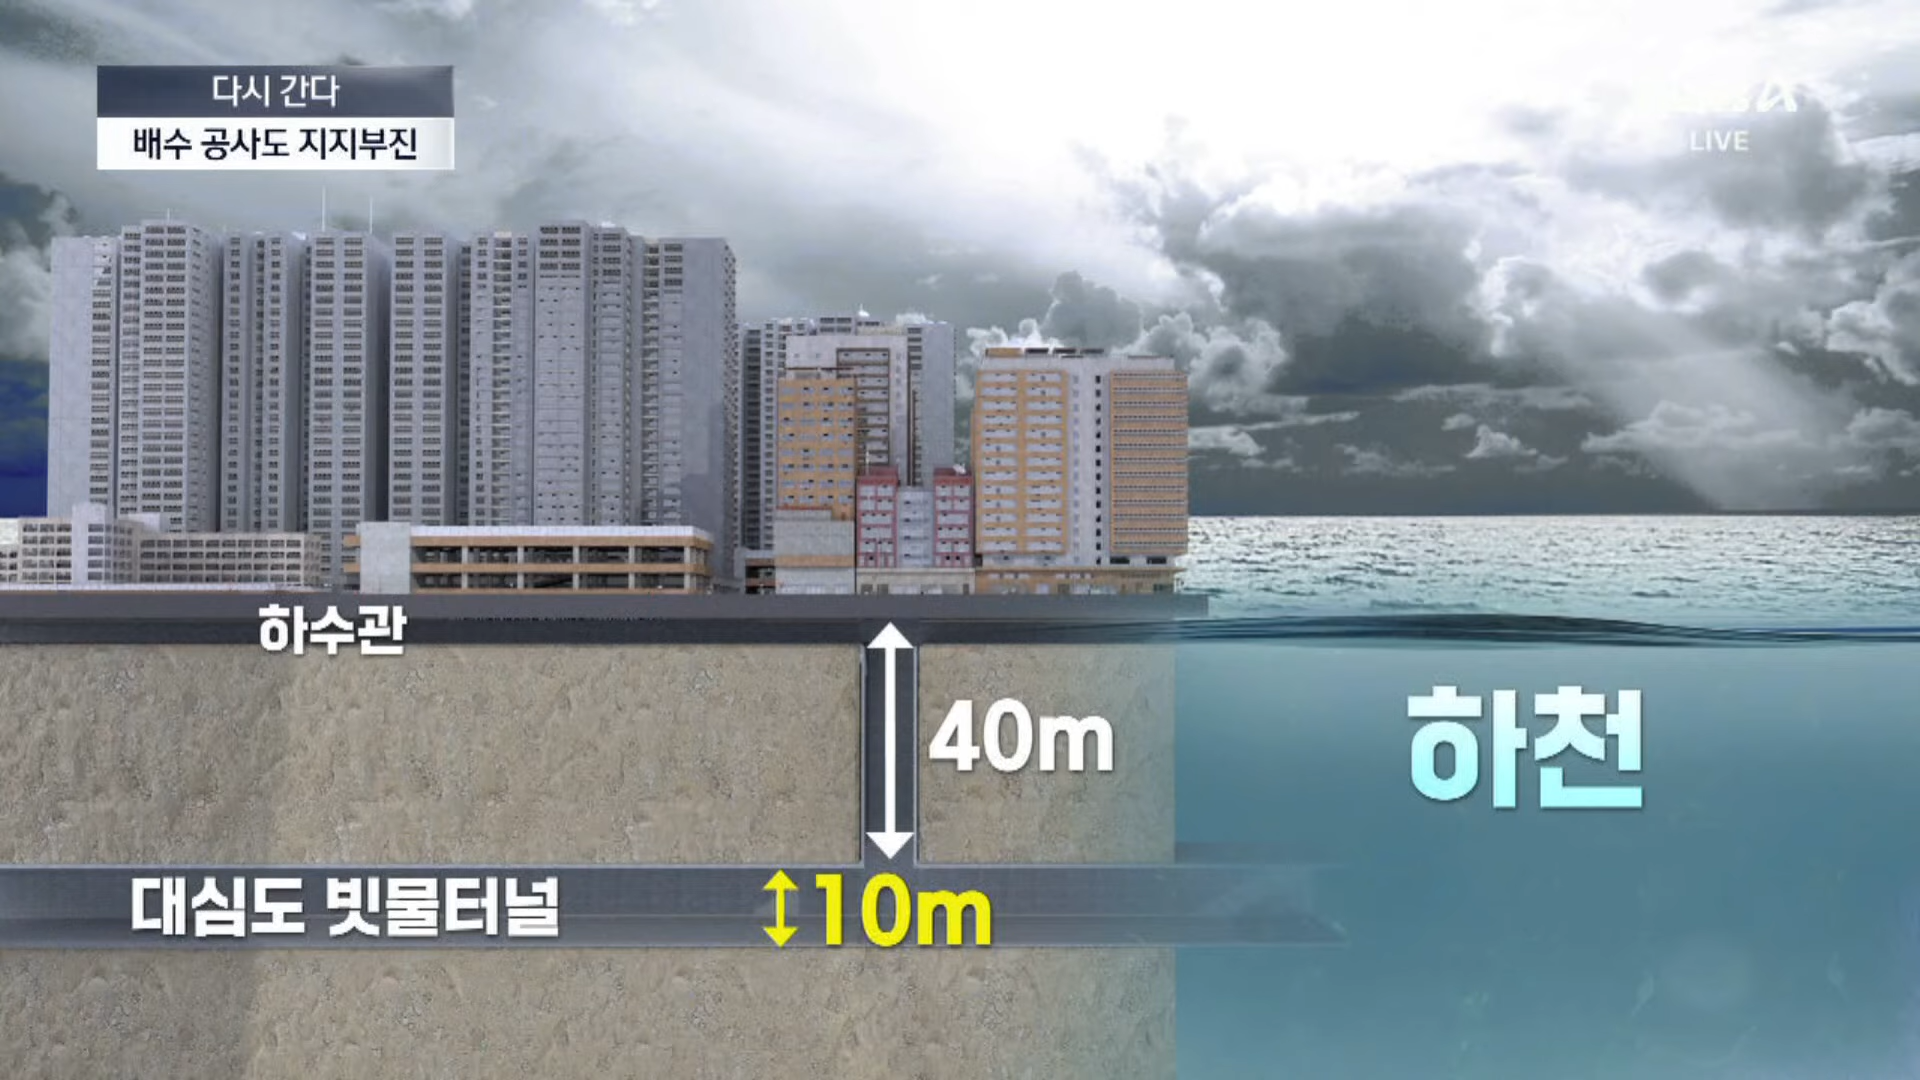 다시 간다
배수 공사도 지지부진
LIVE
하수관
40m
하천
대심도 빗물터널
10m